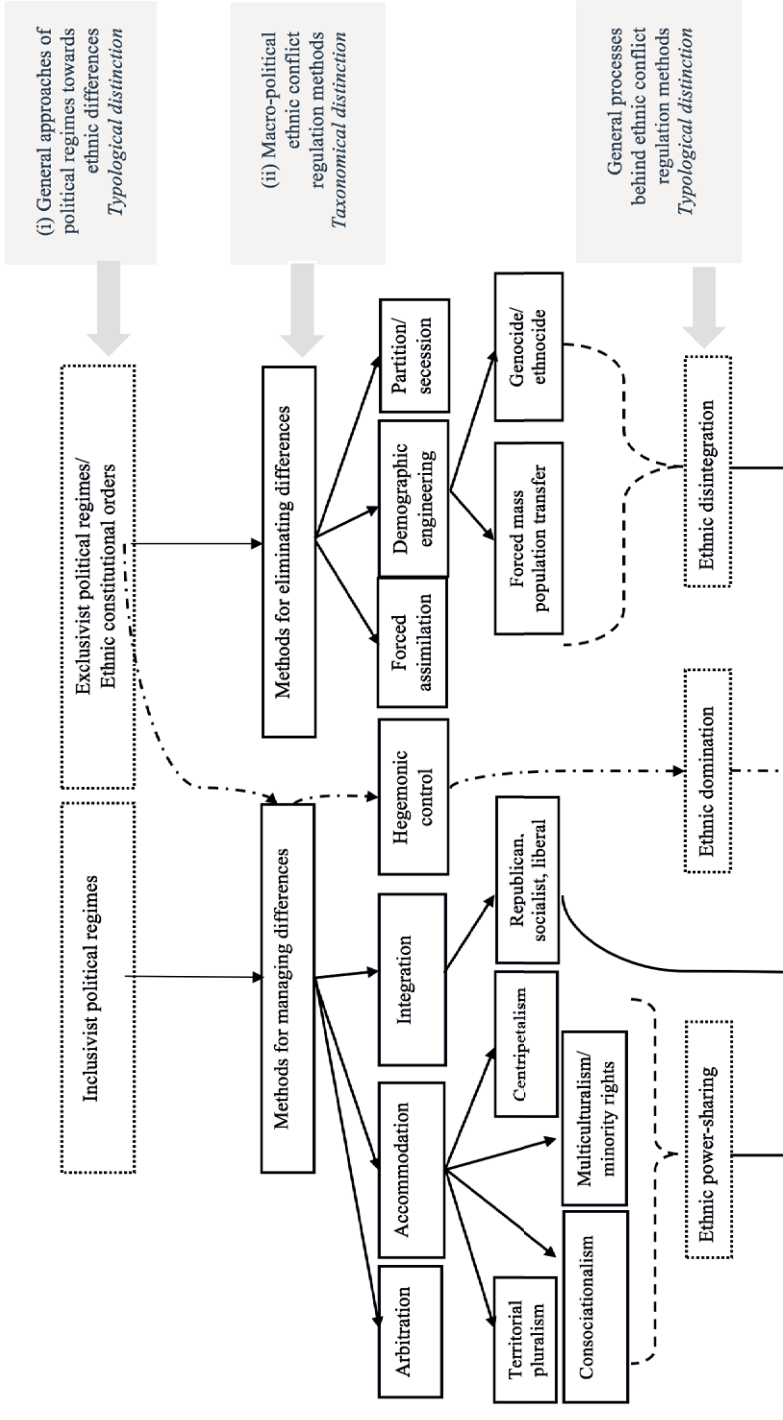 (i) General approaches of
political regimes towards
ethnic differences
Typological distinction
Inclusivist political regimes
Exclusivist political regimes/
Ethnic constitutional orders
(ii) Macro-political
ethnic conflict
regulation methods
Taxonomical distinction
Methods for managing differences
Methods for eliminating differences
Arbitration
Accommodation
Integration
Hegemonic
control
Forced
assimilation
Demographic
engineering
Partition/
secession
Territorial
pluralism
Centripetalism
Republican,
socialist, liberal
Forced mass
population transfer
Genocide/
ethnocide
Consociationalism
Multiculturalism/
minority rights
General processes
behind ethnic conflict
regulation methods
Typological distinction
Ethnic power-sharing
Ethnic domination
Ethnic disintegration